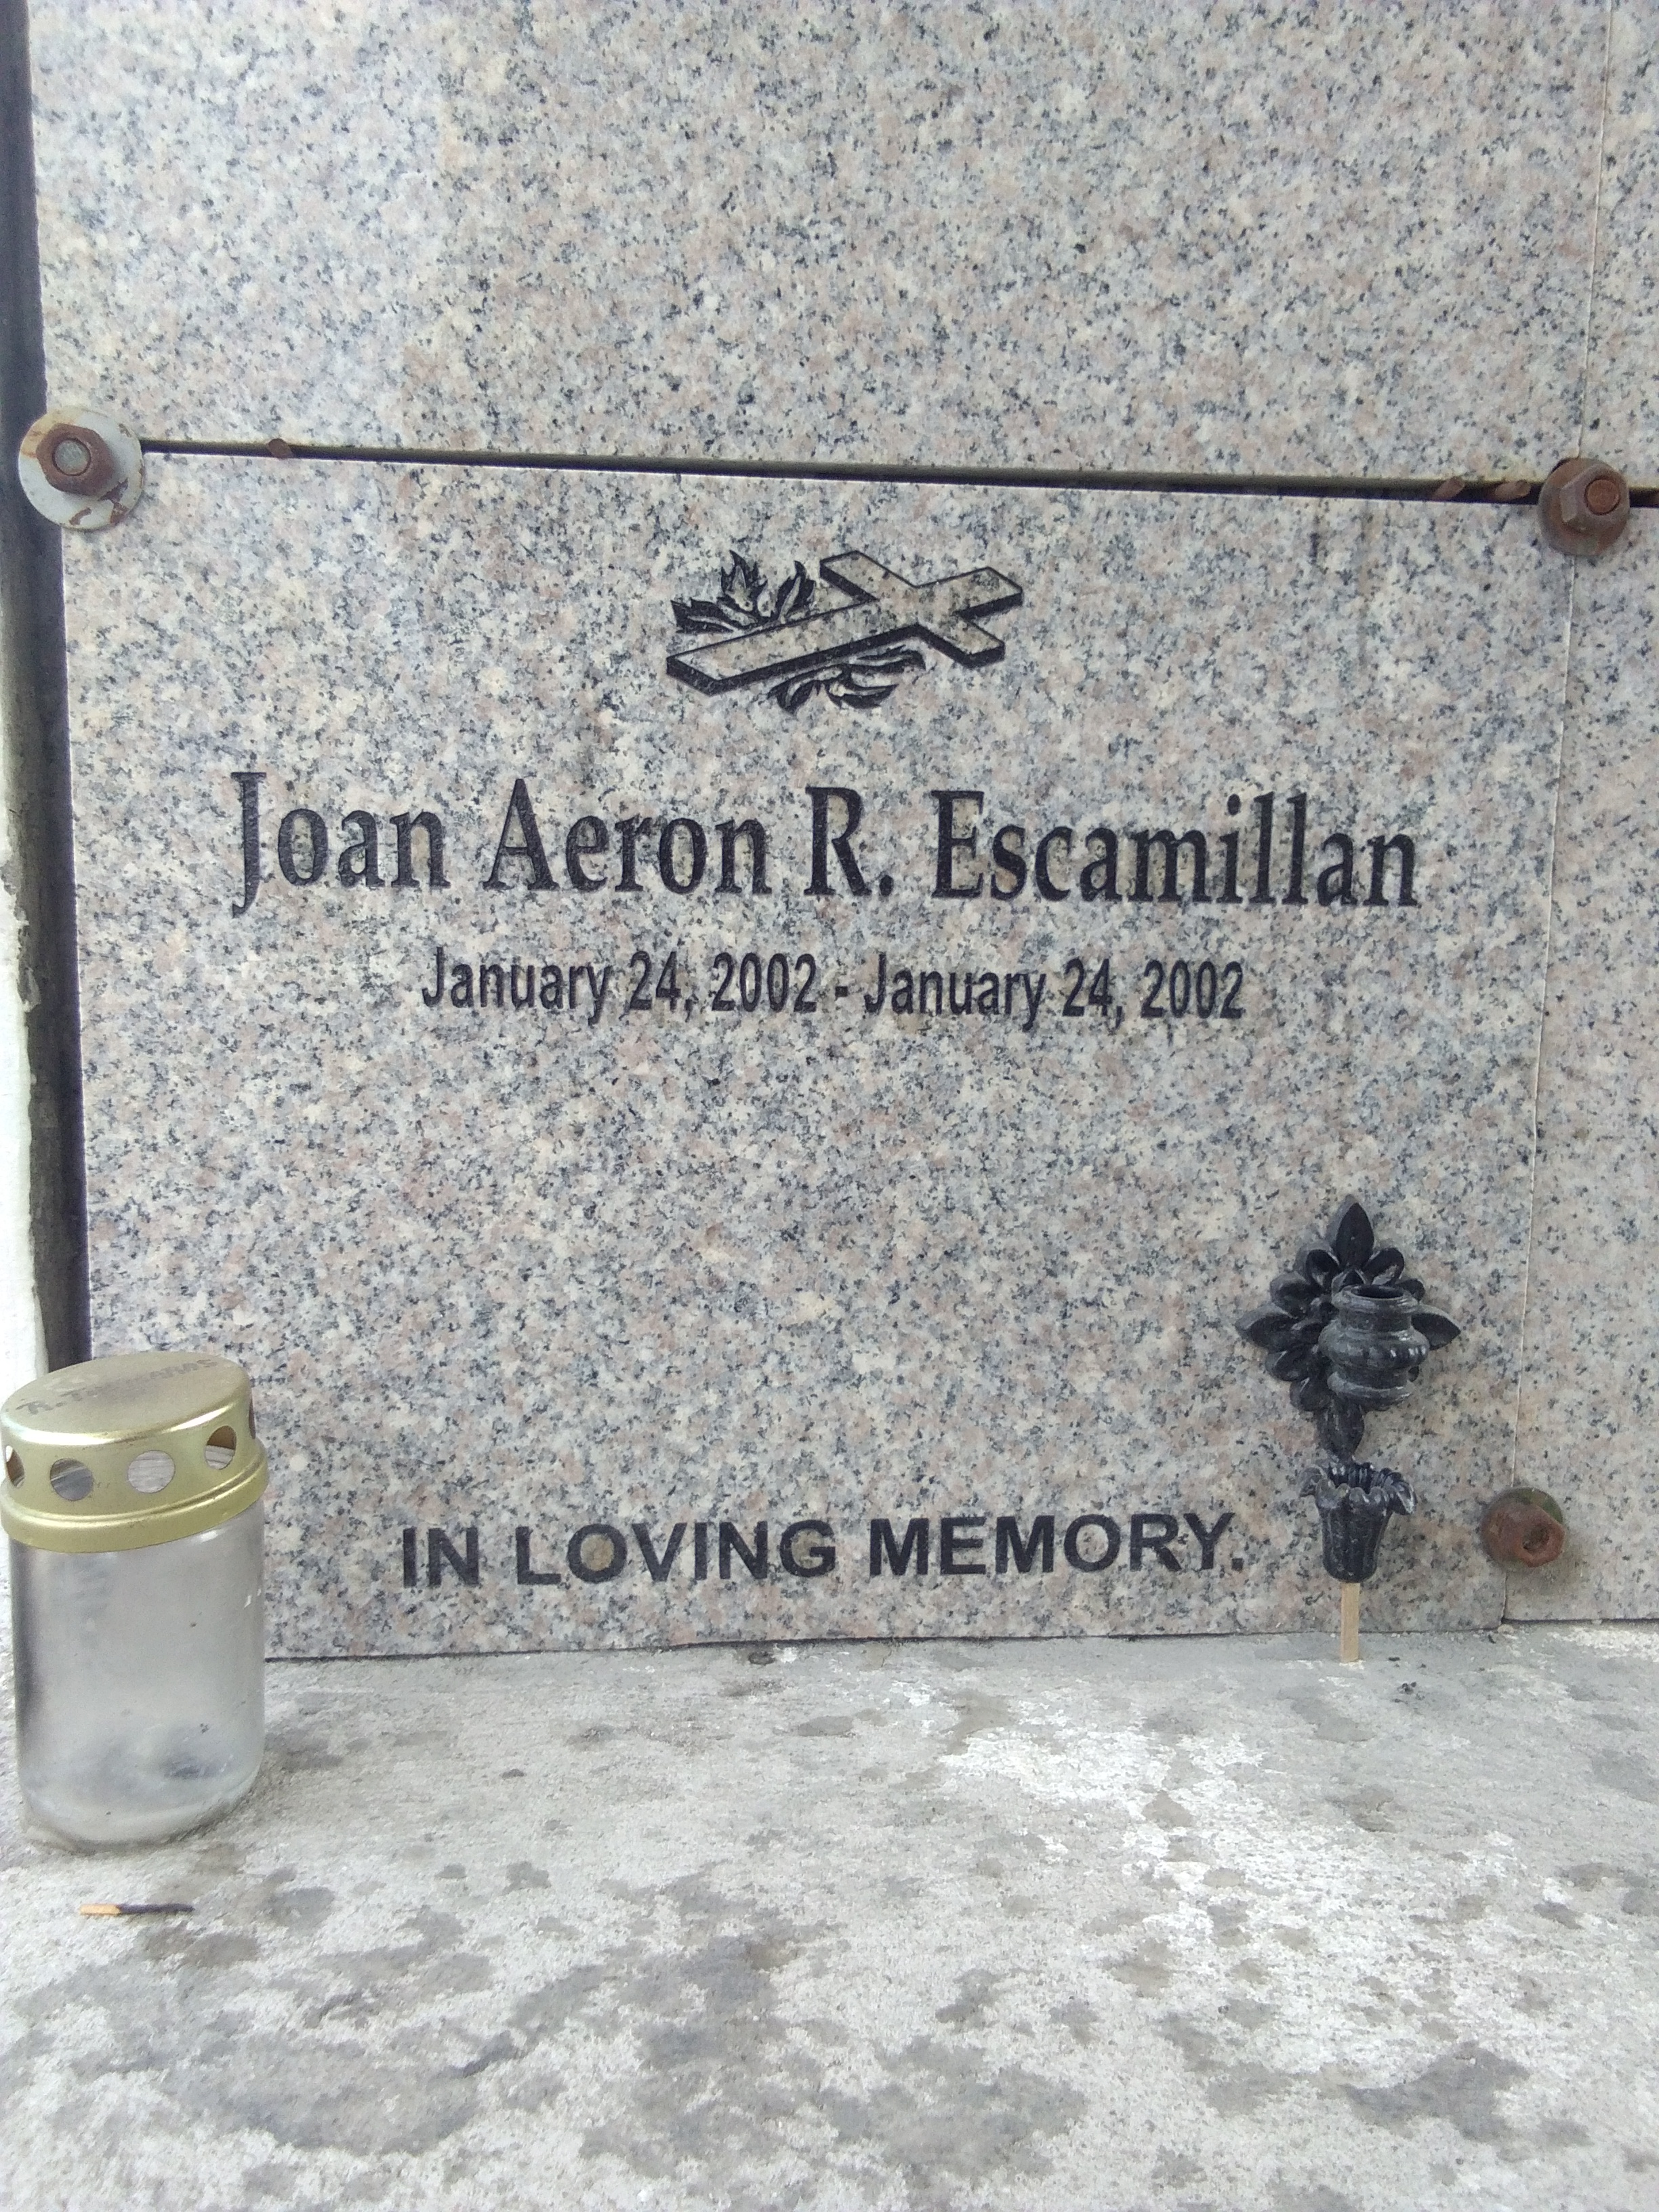 Joan Aeron R. Escamillan
January 24, 2002 - January 24, 2002
IN LOVING MEMORY.